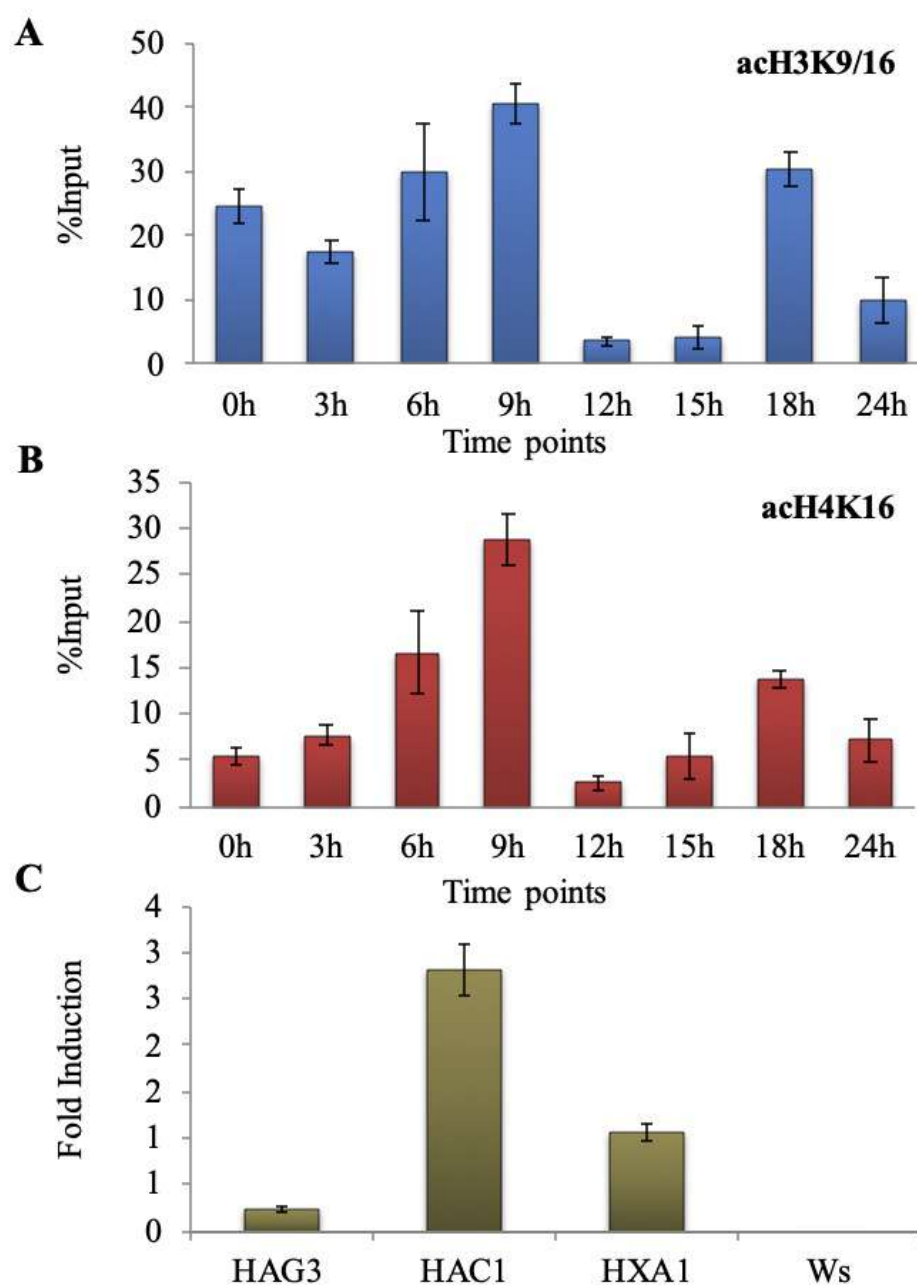 A
acH3K9/16
%Input
50
40
30
20
10
0
0h 3h 6h 9h 12h 15h 18h 24h
Time points
B
acH4K16
%Input
35
30
25
20
15
10
5
0
0h 3h 6h 9h 12h 15h 18h 24h
Time points
C
Fold Induction
4
3
3
2
2
1
1
0
HAG3 HAC1 HXA1 Ws